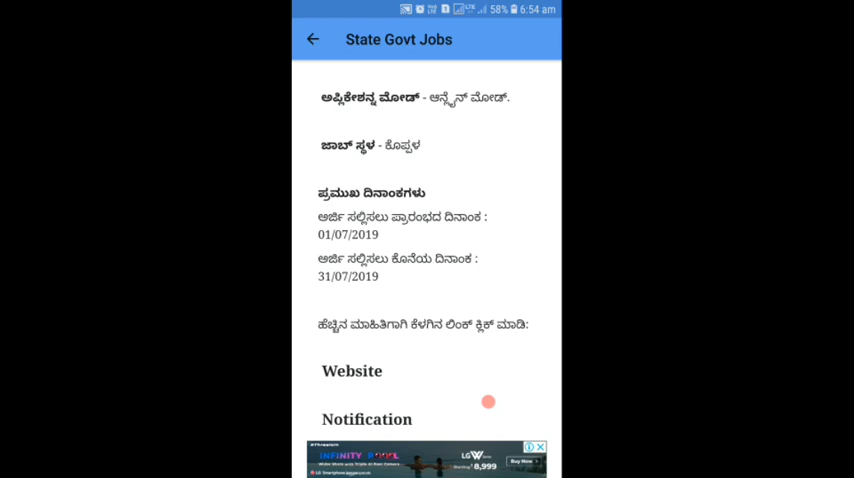 58% 6:54 am
State Govt Jobs
ಅಪ್ಲಿಕೇಶನ್ನ ಮೋಡ್ - ಆನ್ಲೈನ್ ಮೋಡ್.
ಜಾಬ್ ಸ್ಥಳ - ಕೊಪ್ಪಳ
ಪ್ರಮುಖ ದಿನಾಂಕಗಳು
ಅರ್ಜಿ ಸಲ್ಲಿಸಲು ಪ್ರಾರಂಭದ ದಿನಾಂಕ :
01/07/2019
ಅರ್ಜಿ ಸಲ್ಲಿಸಲು ಕೊನೆಯ ದಿನಾಂಕ :
31/07/2019
ಹೆಚ್ಚಿನ ಮಾಹಿತಿಗಾಗಿ ಕೆಳಗಿನ ಲಿಂಕ್ ಕ್ಲಿಕ್ ಮಾಡಿ:
Website
Notification
INFINITY
LG W
8,999
Buy Now